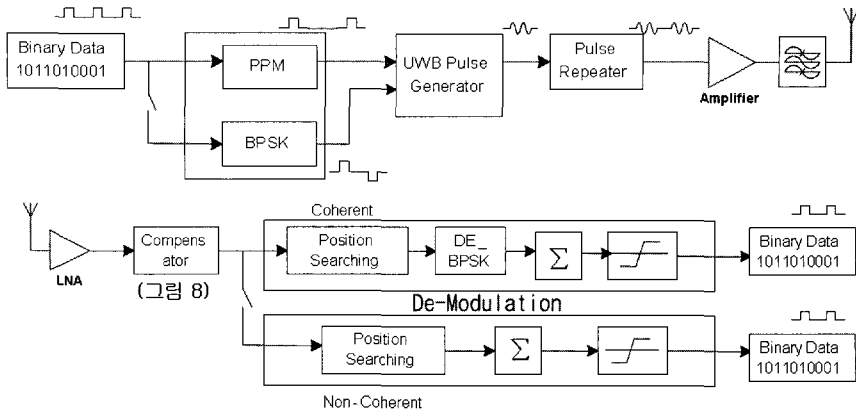 Binary Data
1011010001
PPM
BPSK
UWB Pulse
Generator
Pulse
Repeater
Amplifier
LNA
Compens
ator
(그림 8)
Coherent
Position
Searching
DE_
BPSK
Σ
Binary Data
1011010001
De-Modulation
Position
Searching
Σ
Binary Data
1011010001
Non-Coherent